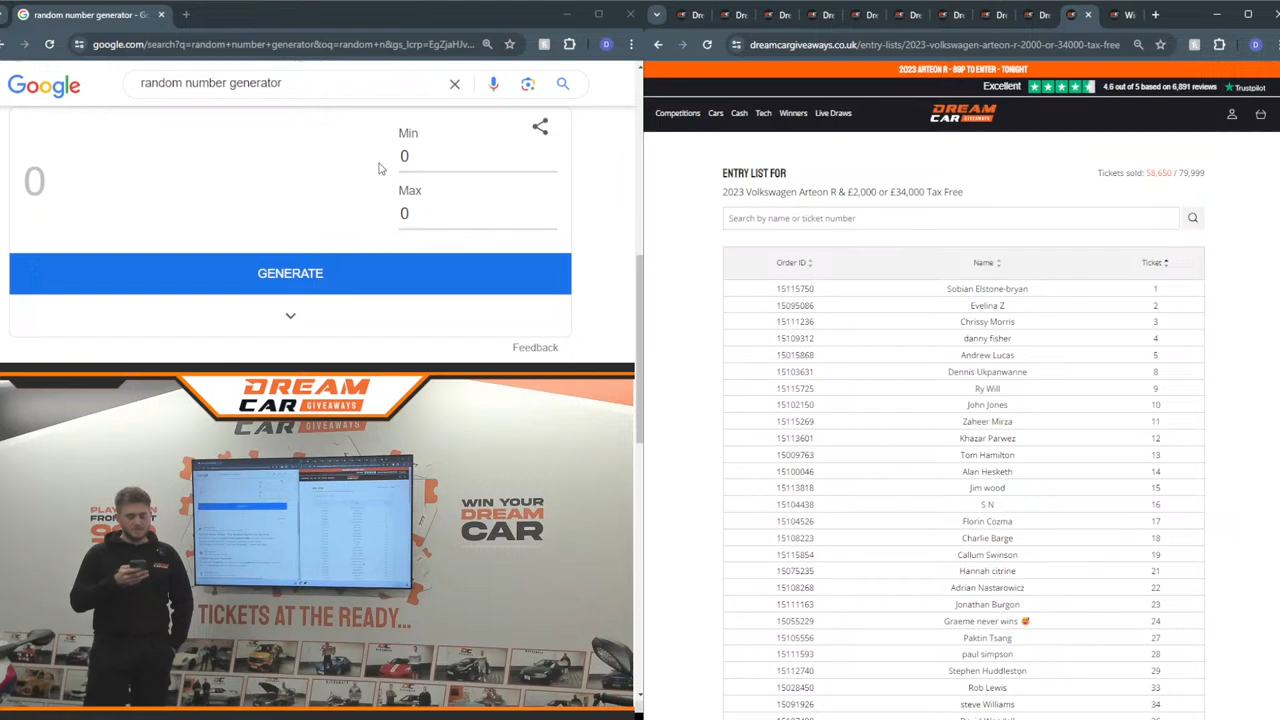 random number generator - G
google.com/search?q=random+number+generator&oq=random+n&gs_lcrp=EgZjaHJv...
Google
random number generator
Min
0
0
Max
0
GENERATE
Feedback
DREAM
CAR GIVEAWAYS
CAR GIVEAWAYS
WIN YOUR
DREAM
CAR
TICKETS AT THE READY...
dreamcargiveaways.co.uk/entry-lists/2023-volkswagen-arteon-r-2000-or-34000-tax-free
2023 ARTEON R - 89P TO ENTER - TONIGHT
Excellent 4.6 out of 5 based on 6,891 reviews Trustpilot
Competitions Cars Cash Tech Winners Live Draws
DREAM
CAR GIVEAWAYS
ENTRY LIST FOR
Tickets sold: 58,650 / 79,999
2023 Volkswagen Arteon R & £2,000 or £34,000 Tax Free
Search by name or ticket number
Order ID Name Ticket
15115750 Sobian Elstone-bryan 1
15095086 Evelina Z 2
15111236 Chrissy Morris 3
15109312 danny fisher 4
15015868 Andrew Lucas 5
15103631 Dennis Ukpanwanne 8
15115725 Ry Will 9
15102150 John Jones 10
15115269 Zaheer Mirza 11
15113601 Khazar Parwez 12
15009763 Tom Hamilton 13
15100046 Alan Hesketh 14
15113818 Jim wood 15
15104438 S N 16
15104526 Florin Cozma 17
15108223 Charlie Barge 18
15115854 Callum Swinson 19
15075235 Hannah citrine 21
15108268 Adrian Nastarowicz 22
15111163 Jonathan Burgon 23
15055229 Graeme never wins 🥰 24
15105556 Paktin Tsang 27
15111593 paul simpson 28
15112740 Stephen Huddleston 29
15028450 Rob Lewis 33
15091926 steve Williams 34